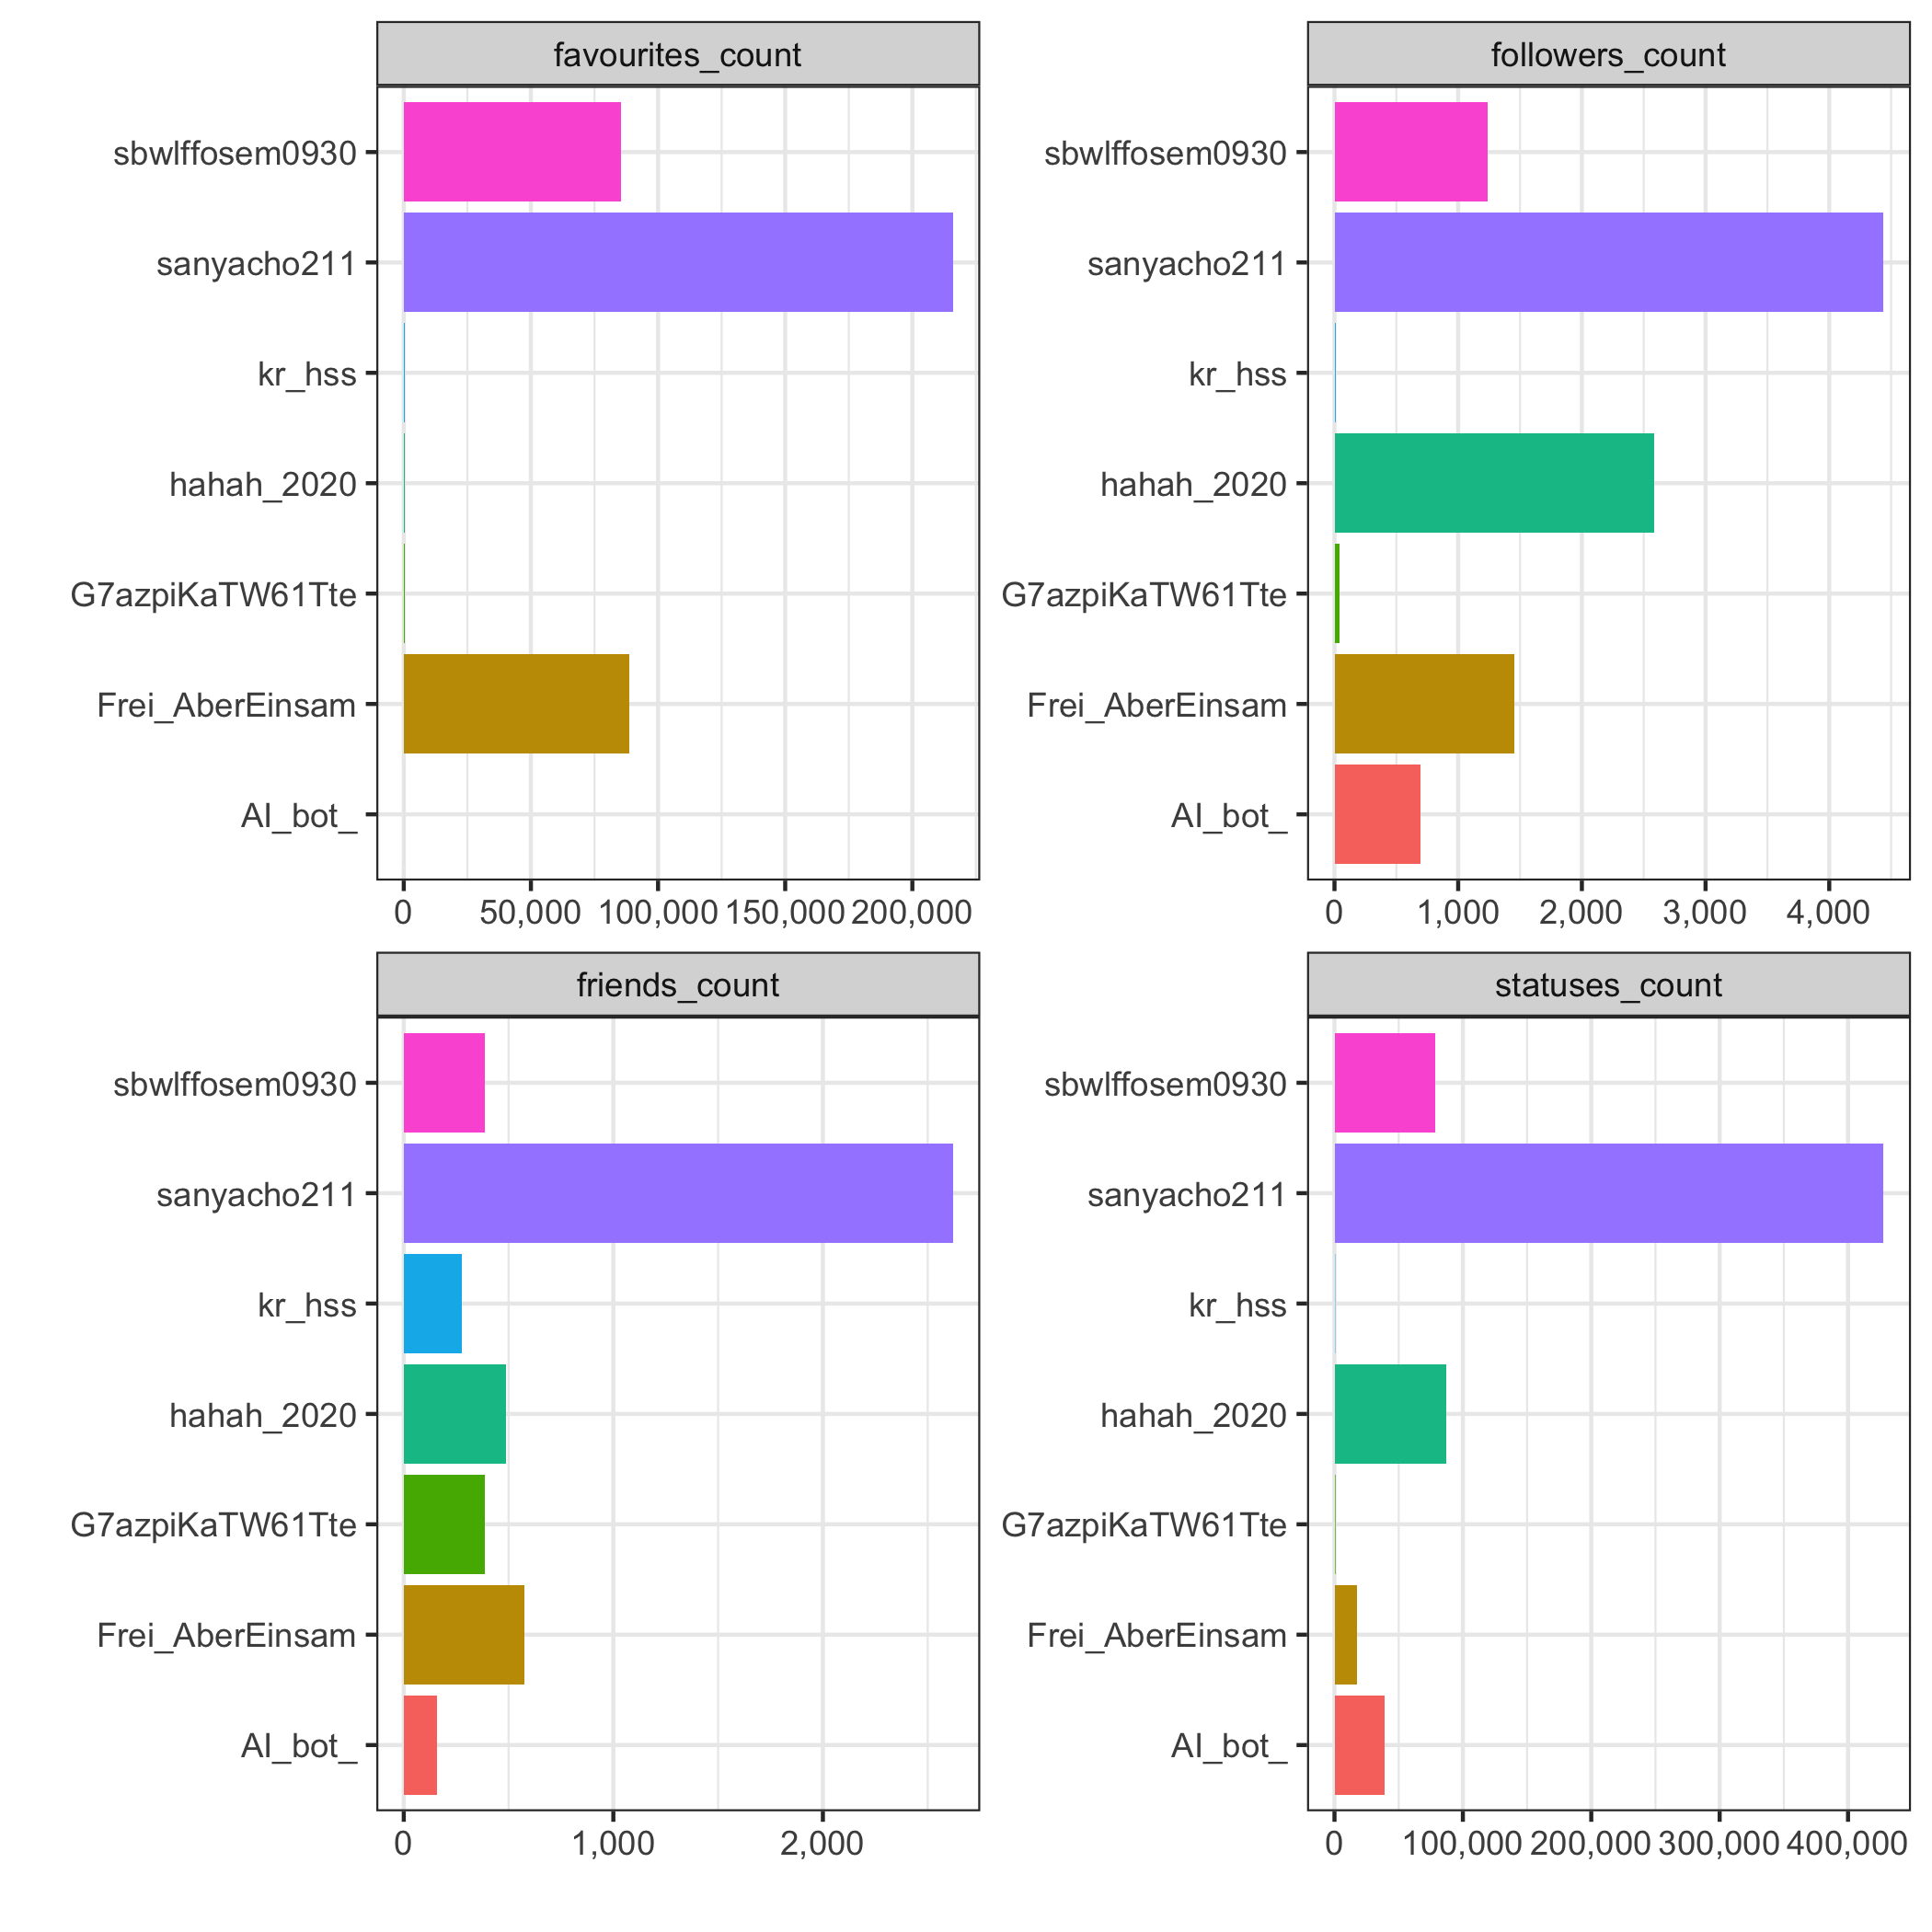 favourites_count
sbwlffosem0930
sanyacho211
kr_hss
hahah_2020
G7azpiKaTW61Tte
Frei_AberEinsam
AI_bot_
0 50,000 100,000 150,000 200,000
followers_count
sbwlffosem0930
sanyacho211
kr_hss
hahah_2020
G7azpiKaTW61Tte
Frei_AberEinsam
AI_bot_
0 1,000 2,000 3,000 4,000
friends_count
sbwlffosem0930
sanyacho211
kr_hss
hahah_2020
G7azpiKaTW61Tte
Frei_AberEinsam
AI_bot_
0 1,000 2,000
statuses_count
sbwlffosem0930
sanyacho211
kr_hss
hahah_2020
G7azpiKaTW61Tte
Frei_AberEinsam
AI_bot_
0 100,000 200,000 300,000 400,000